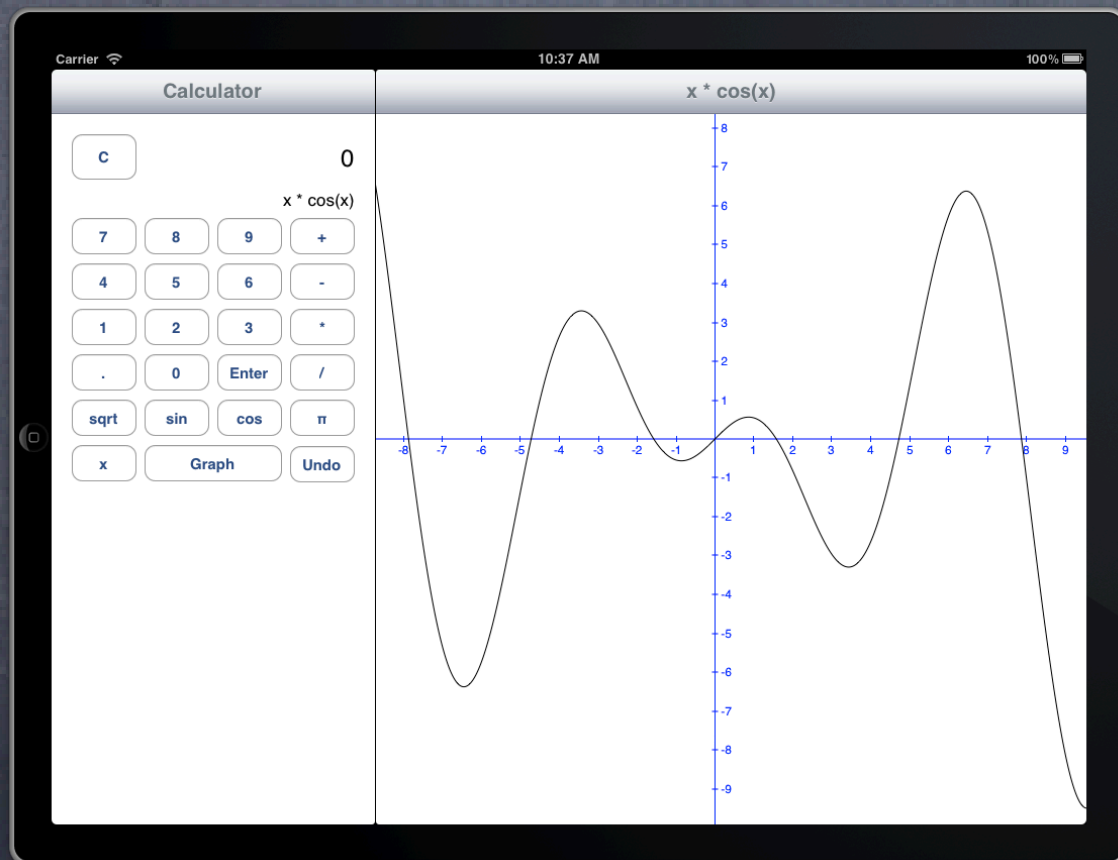 Carrier 10:37 AM 100%
Calculator
x * cos(x)
C 0
x * cos(x)
7 8 9 +
4 5 6 -
1 2 3 *
. 0 Enter /
sqrt sin cos π
x Graph Undo
8
7
6
5
4
3
2
1
-8 -7 -6 -5 -4 -3 -2 -1 1 2 3 4 5 6 7 8 9
-1
-2
-3
-4
-5
-6
-7
-8
-9